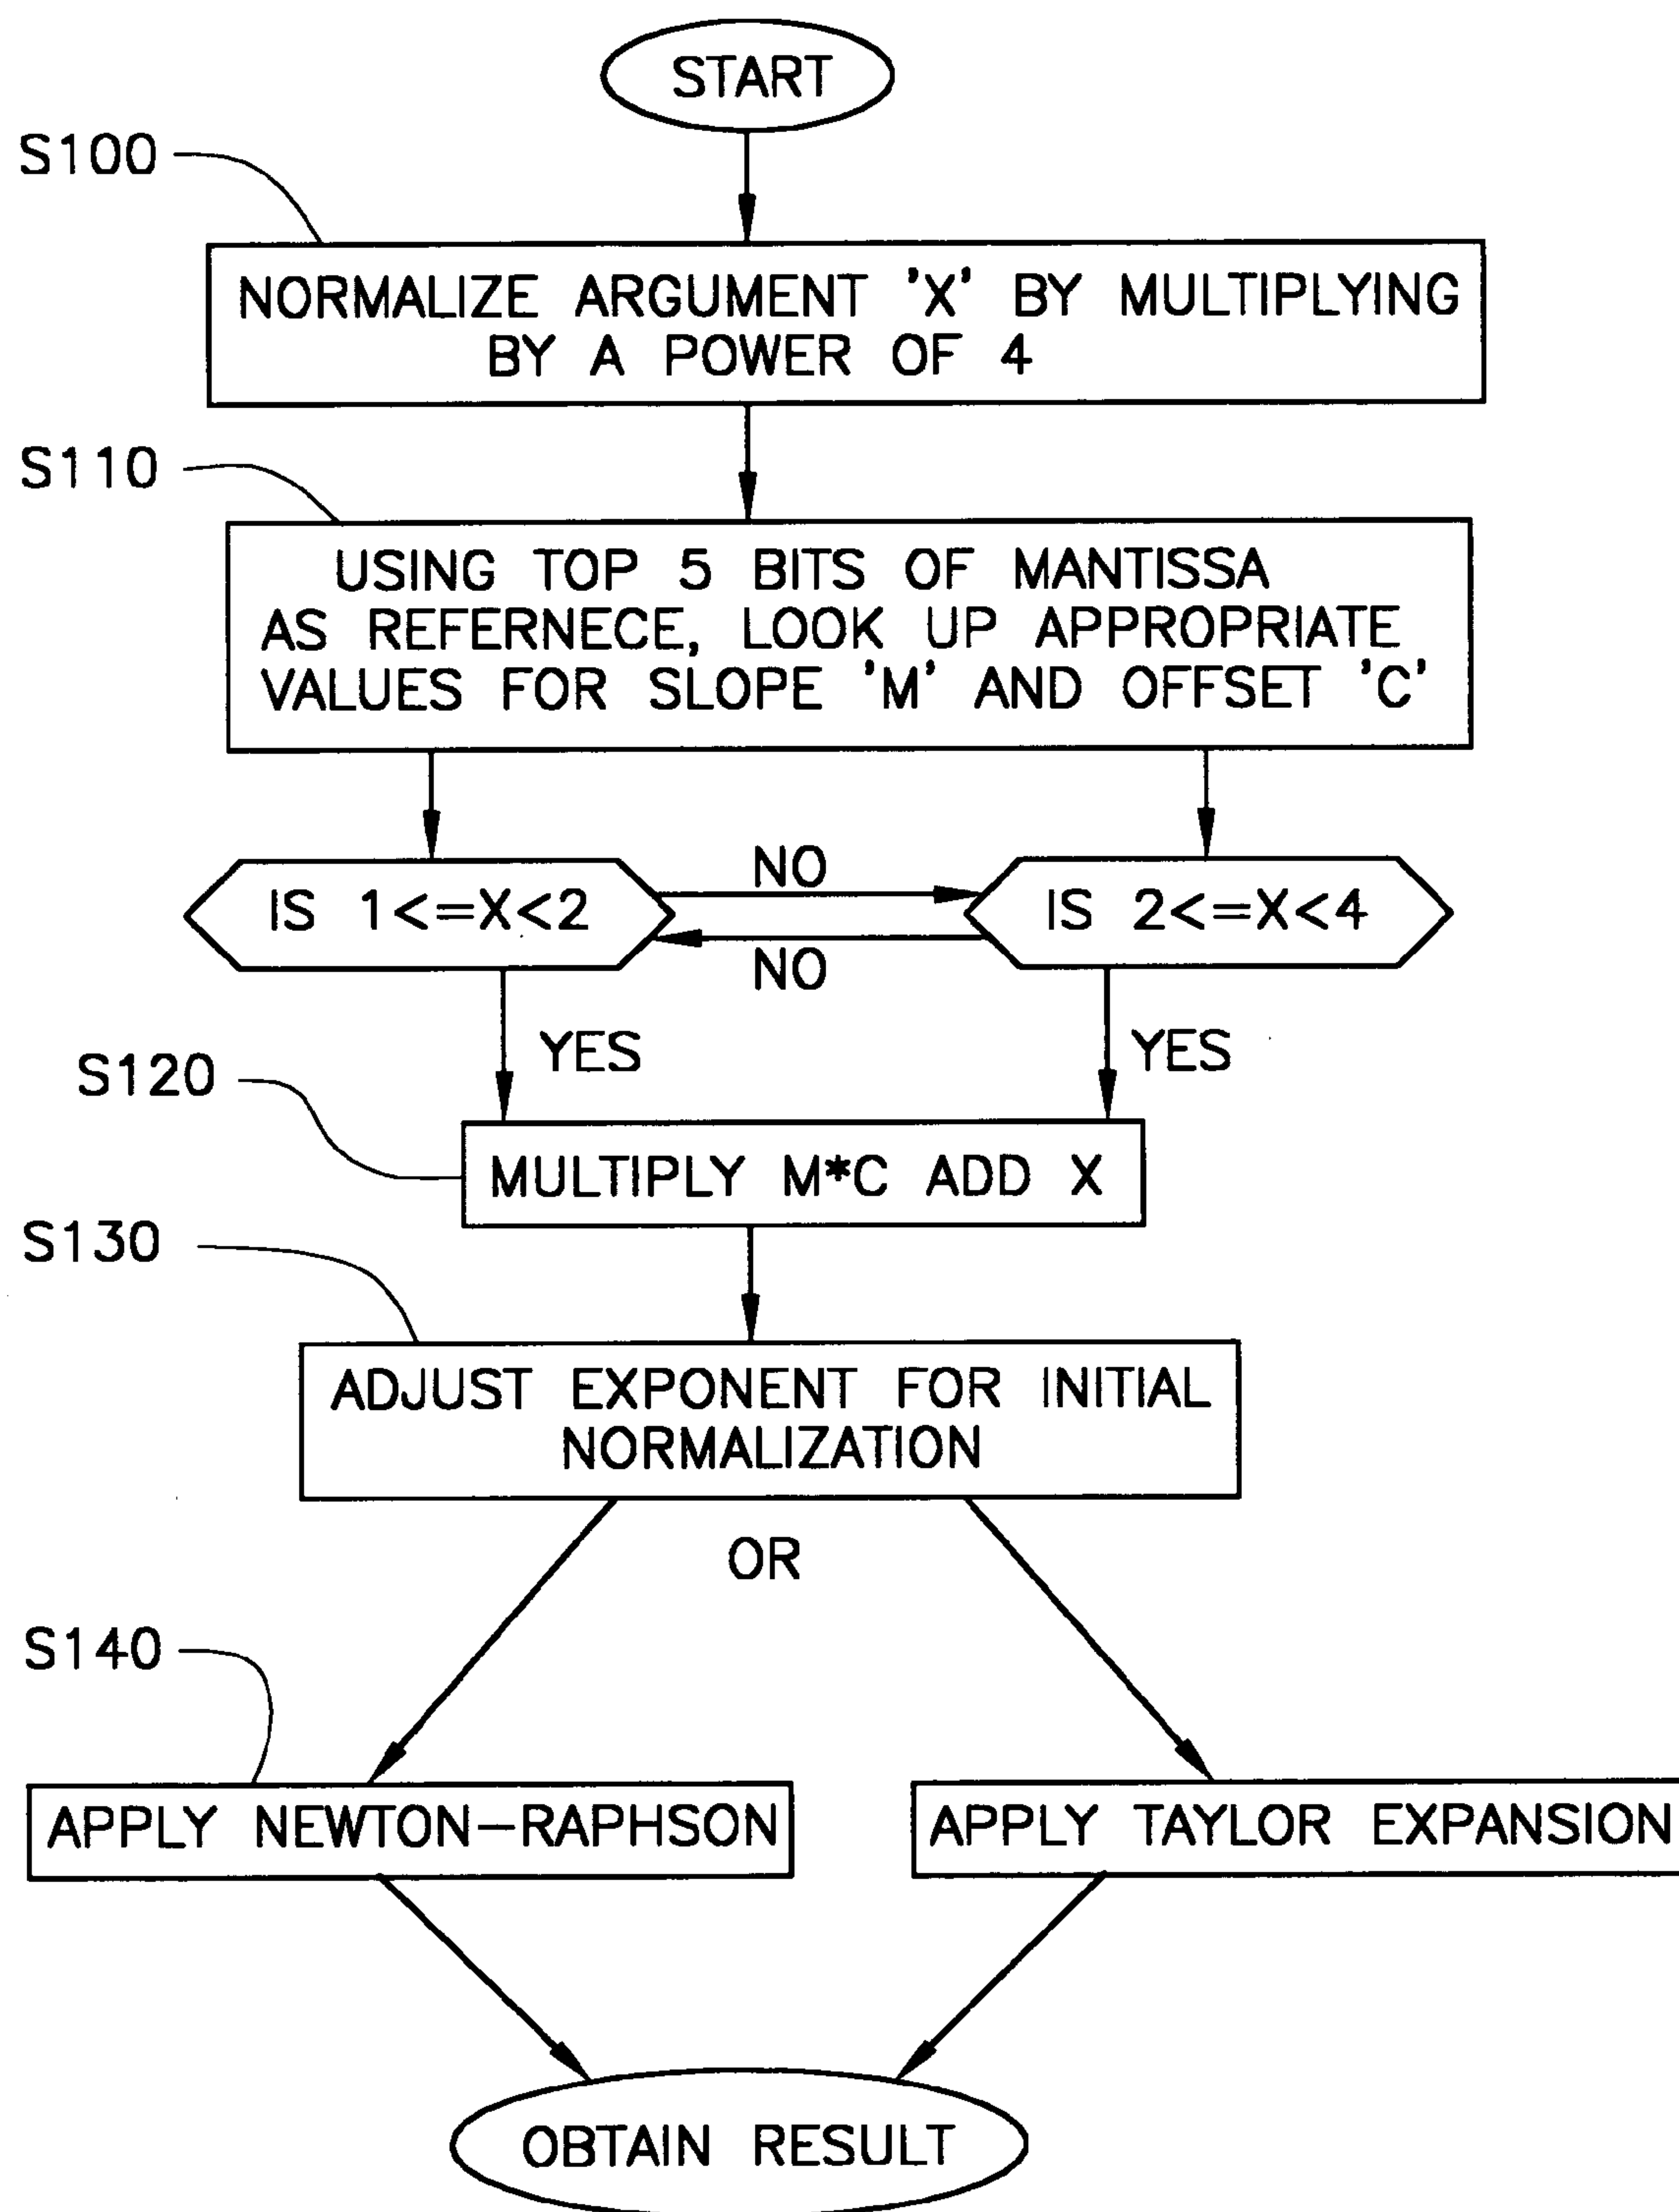 START
S100
NORMALIZE ARGUMENT 'X' BY MULTIPLYING
BY A POWER OF 4
S110
USING TOP 5 BITS OF MANTISSA
AS REFERNECE, LOOK UP APPROPRIATE
VALUES FOR SLOPE 'M' AND OFFSET 'C'
NO
IS 1<=X<2
IS 2<=X<4
NO
YES
YES
S120
MULTIPLY M*C ADD X
S130
ADJUST EXPONENT FOR INITIAL
NORMALIZATION
OR
S140
APPLY NEWTON-RAPHSON
APPLY TAYLOR EXPANSION
OBTAIN RESULT